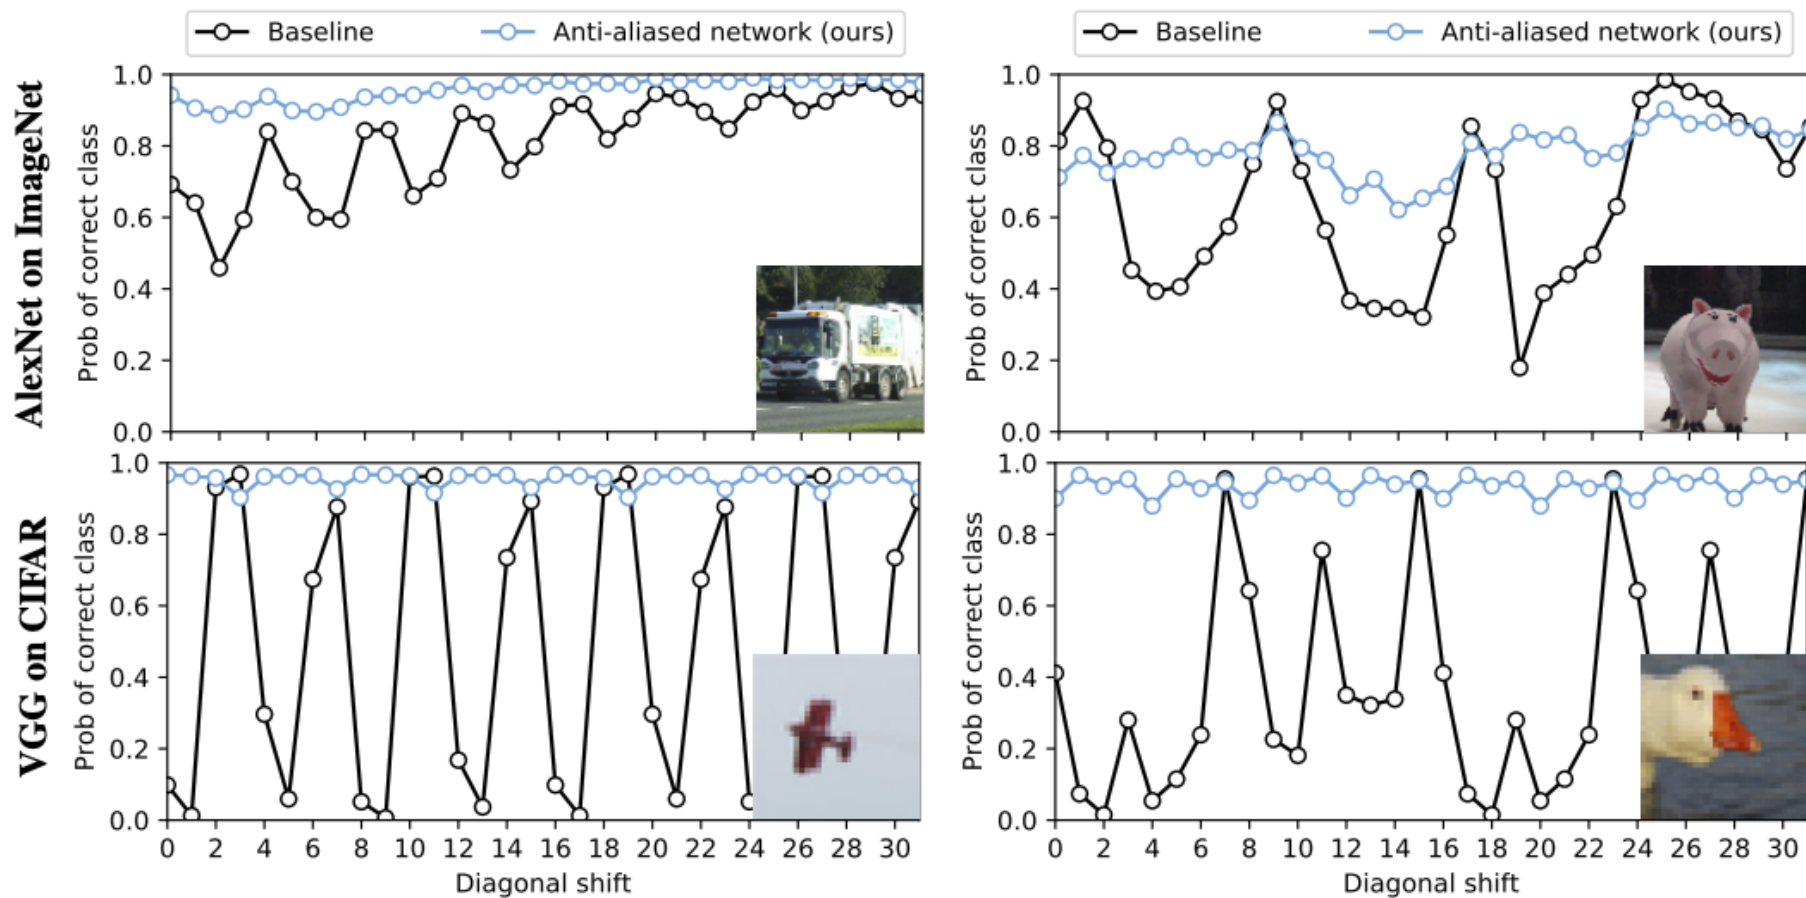 Baseline Anti-aliased network (ours)
Baseline Anti-aliased network (ours)
AlexNet on ImageNet
Prob of correct class
1.0
0.8
0.6
0.4
0.2
0.0
Prob of correct class
1.0
0.8
0.6
0.4
0.2
0.0
VGG on CIFAR
Prob of correct class
1.0
0.8
0.6
0.4
0.2
0.0
0 2 4 6 8 10 12 14 16 18 20 22 24 26 28 30
Diagonal shift
Prob of correct class
1.0
0.8
0.6
0.4
0.2
0.0
0 2 4 6 8 10 12 14 16 18 20 22 24 26 28 30
Diagonal shift